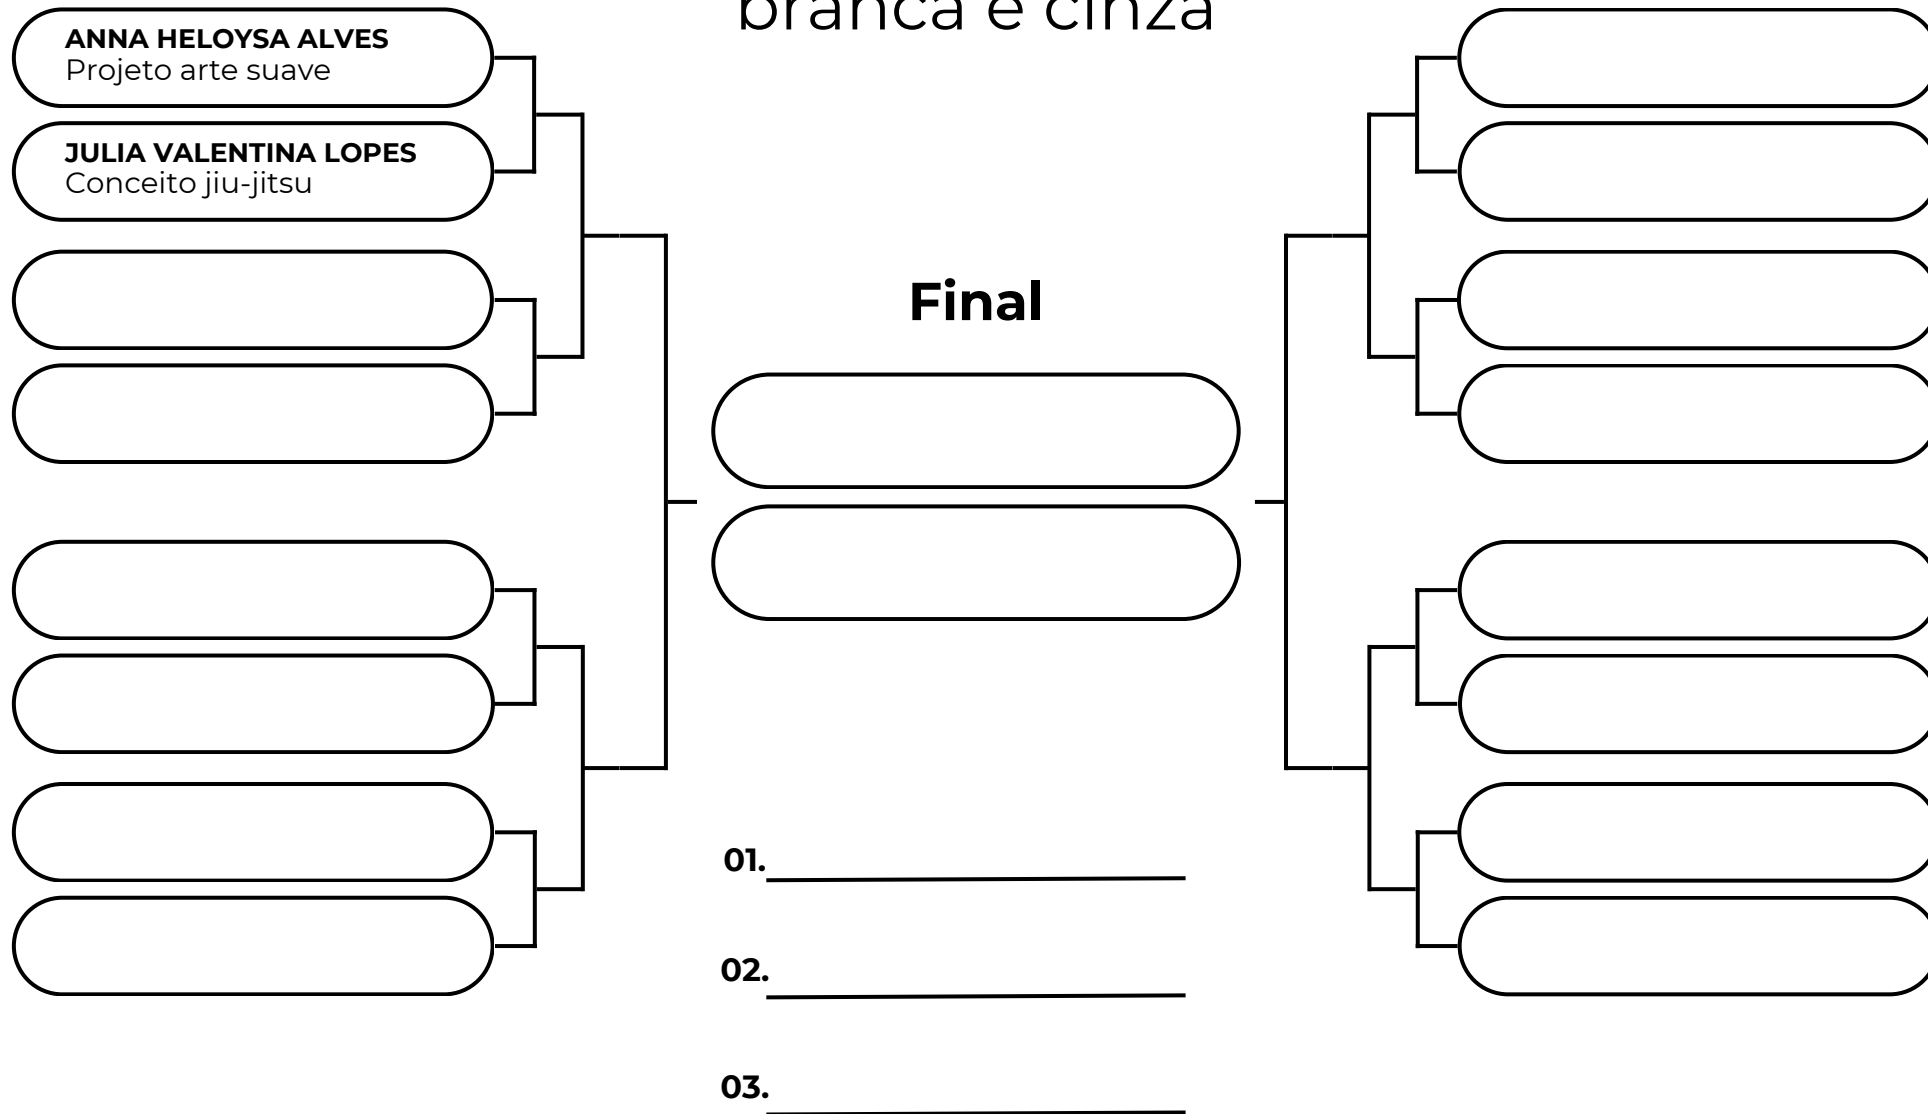 branca e cinza
ANNA HELOYSA ALVES
Projeto arte suave
JULIA VALENTINA LOPES
Conceito jiu-jitsu
Final
01.
02.
03.